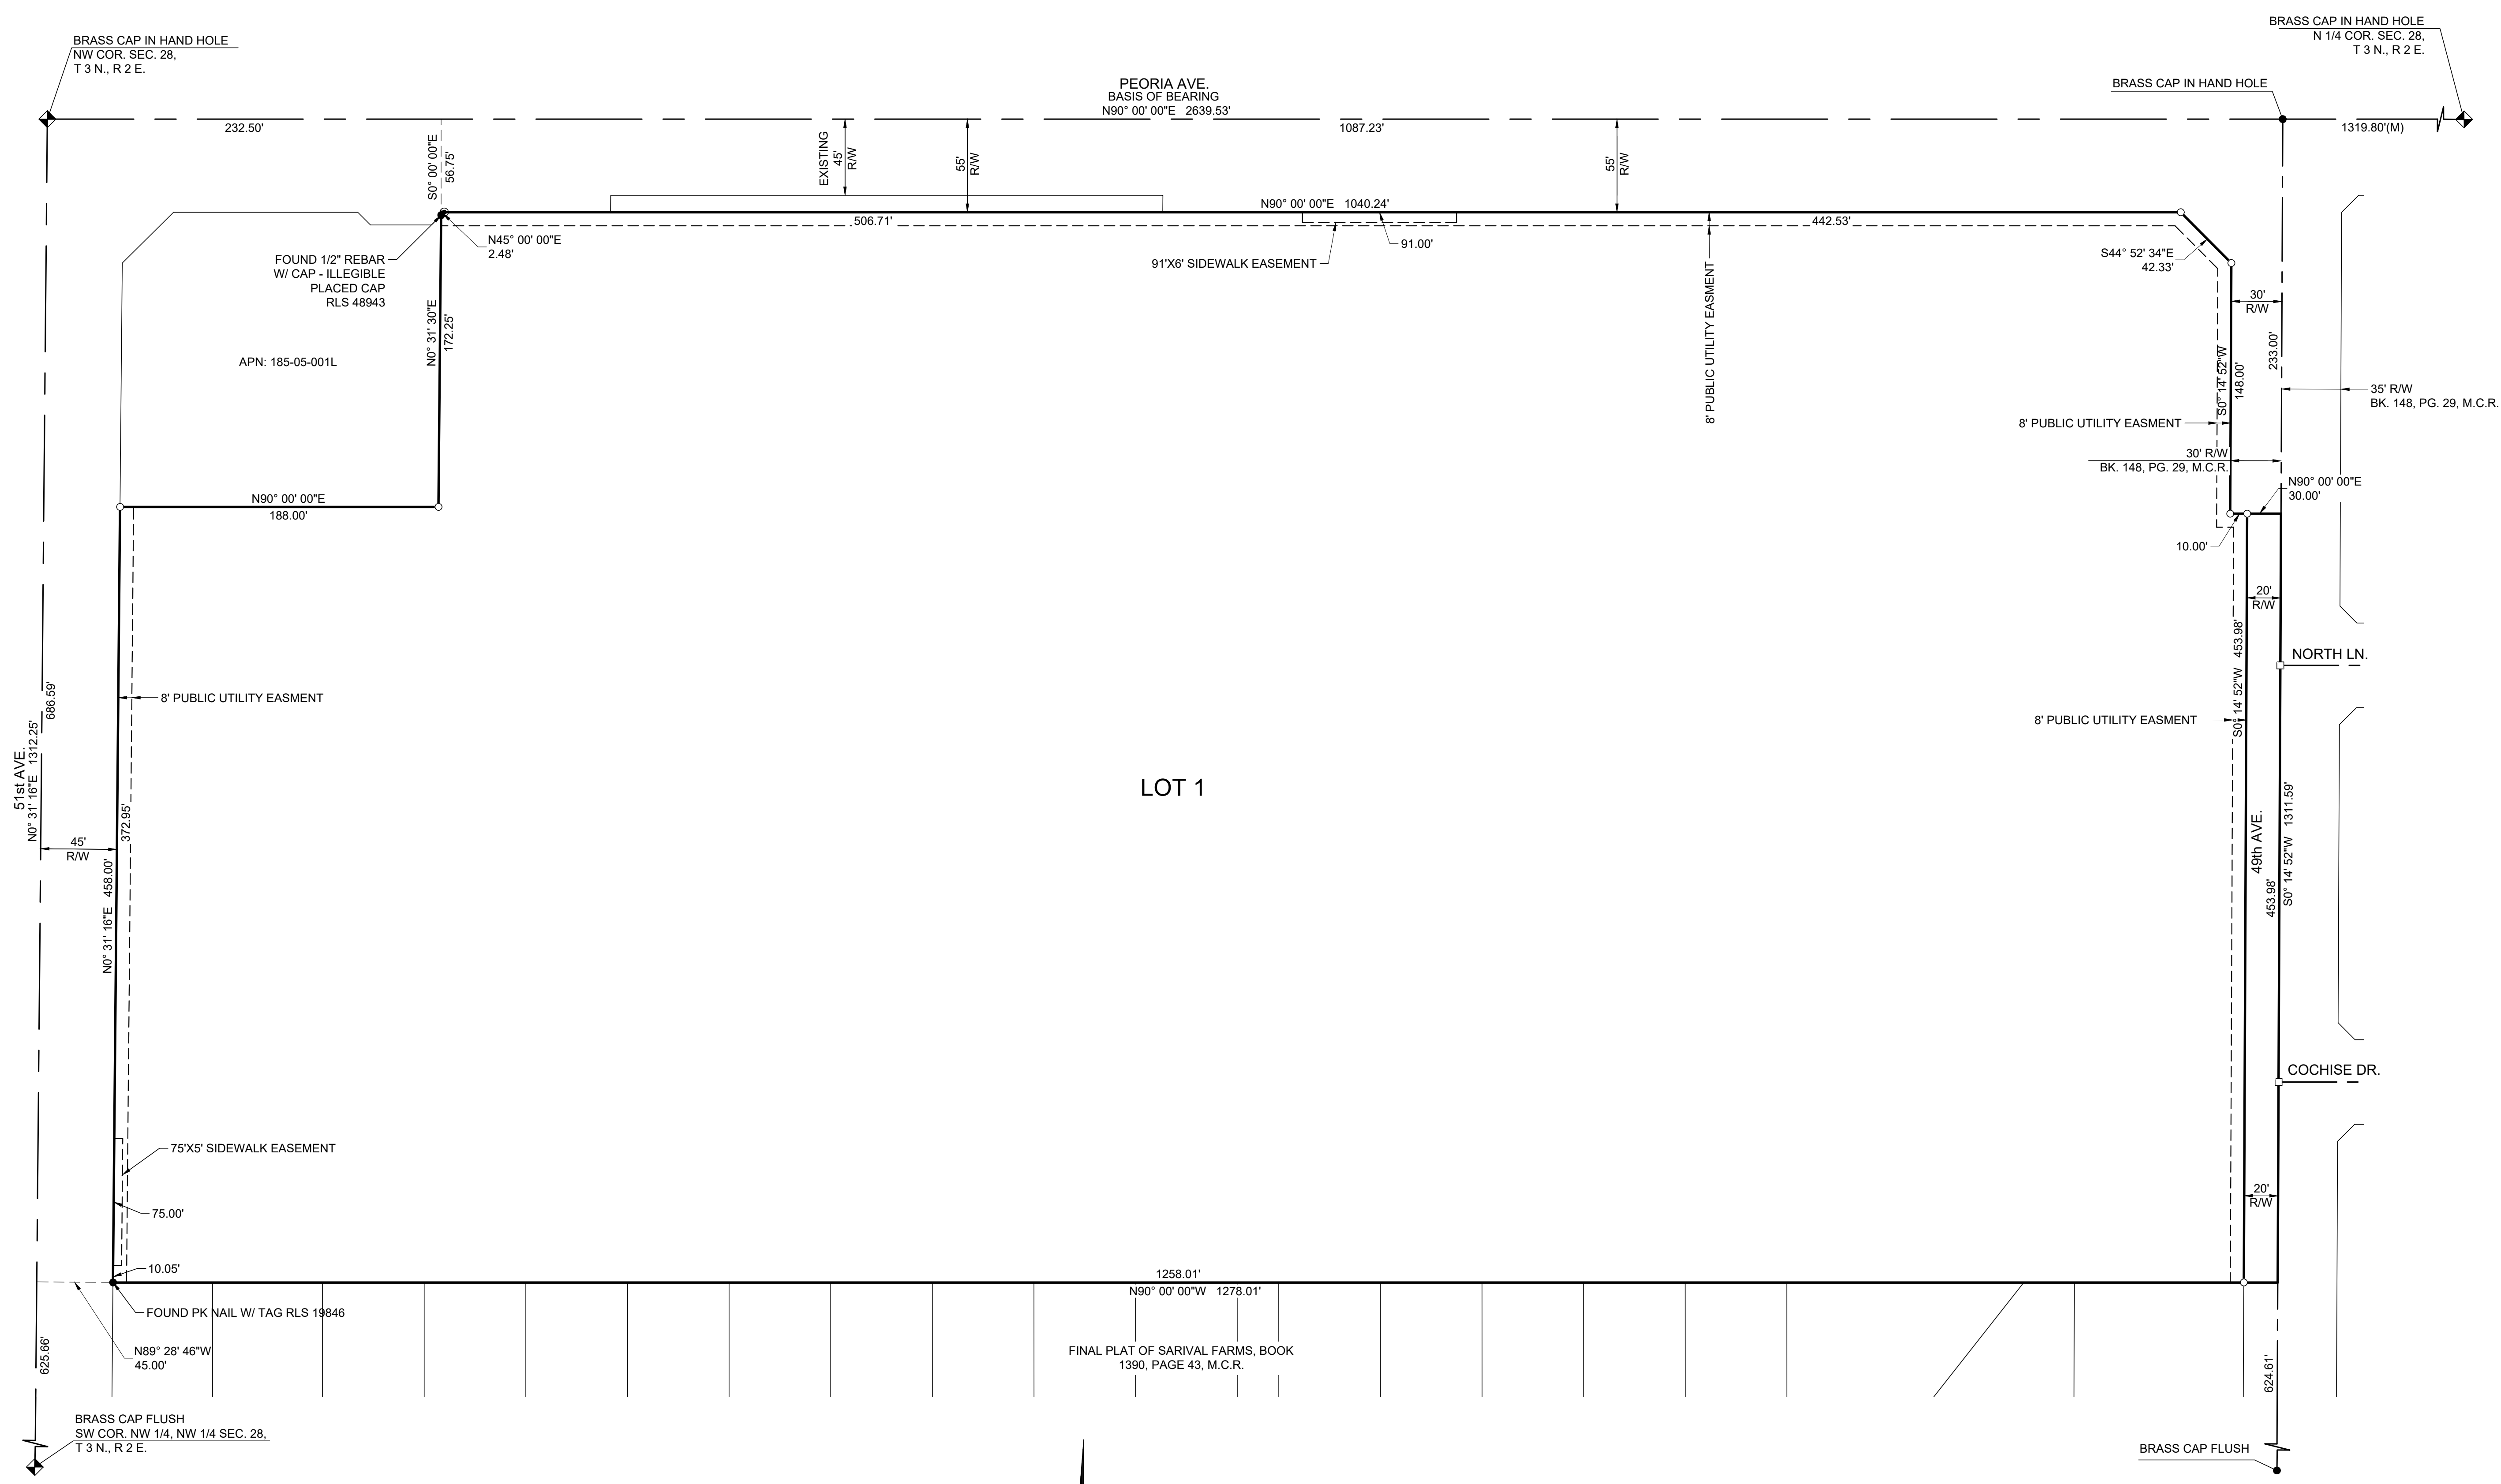 BRASS CAP IN HAND HOLE
NW COR. SEC. 28,
T 3 N., R 2 E.
BRASS CAP IN HAND HOLE
N 1/4 COR. SEC. 28,
T 3 N., R 2 E.
PEORIA AVE.
BASIS OF BEARING
N90° 00' 00"E 2639.53'
BRASS CAP IN HAND HOLE
232.50'
1087.23'
1319.80'(M)
S0° 00' 00"E
56.75'
EXISTING
45'
R/W
55'
R/W
55'
R/W
N90° 00' 00"E 1040.24'
506.71'
442.53'
N45° 00' 00"E
2.48'
91.00'
91'X6' SIDEWALK EASEMENT
FOUND 1/2" REBAR
W/ CAP - ILLEGIBLE
PLACED CAP
RLS 48943
S44° 52' 34"E
42.33'
30'
R/W
N0° 31' 30"E
172.25'
8' PUBLIC UTILITY EASMENT
S0° 14' 52"W
148.00'
233.00'
APN: 185-05-001L
35' R/W
BK. 148, PG. 29, M.C.R.
8' PUBLIC UTILITY EASMENT
30' R/W
BK. 148, PG. 29, M.C.R.
N90° 00' 00"E
30.00'
N90° 00' 00"E
188.00'
10.00'
20'
R/W
S0° 14' 52"W 453.98'
NORTH LN.
8' PUBLIC UTILITY EASMENT
686.59'
8' PUBLIC UTILITY EASMENT
51st AVE.
N0° 31' 16"E 1312.25'
LOT 1
372.95'
45'
R/W
N0° 31' 16"E 458.00'
49th AVE.
453.98'
S0° 14' 52"W 1311.59'
COCHISE DR.
75'X5' SIDEWALK EASEMENT
75.00'
20'
R/W
10.05'
1258.01'
N90° 00' 00"W 1278.01'
FOUND PK NAIL W/ TAG RLS 19846
N89° 28' 46"W
45.00'
625.66'
FINAL PLAT OF SARIVAL FARMS, BOOK
1390, PAGE 43, M.C.R.
624.61'
BRASS CAP FLUSH
SW COR. NW 1/4, NW 1/4 SEC. 28,
T 3 N., R 2 E.
BRASS CAP FLUSH